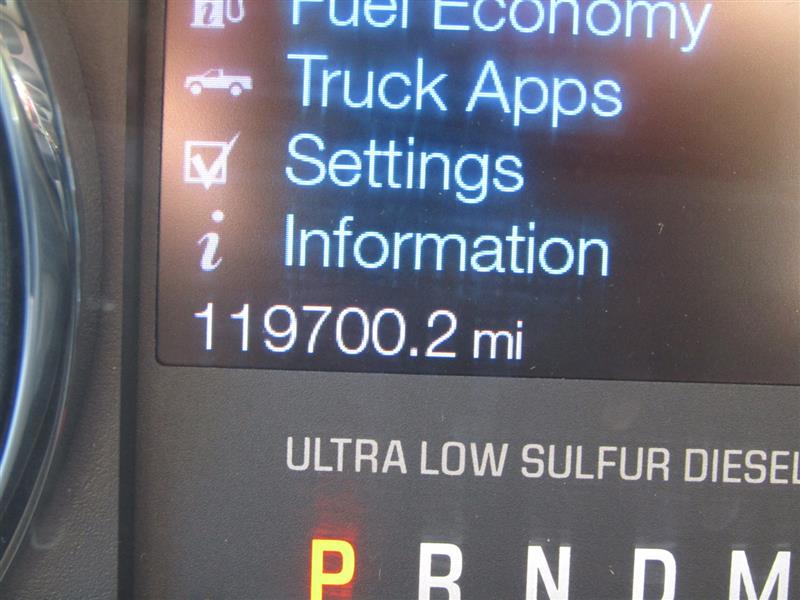 Fuel Economy
Truck Apps
Settings
Information
119700.2 mi
ULTRA LOW SULFUR DIESEL
P R N D M